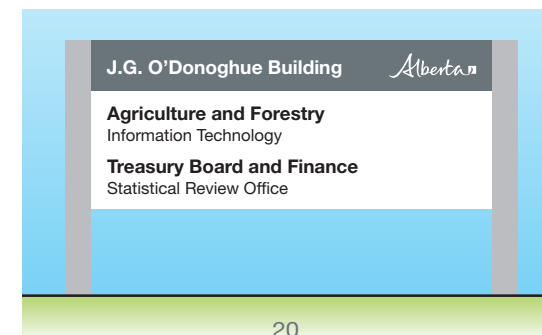 J.G. O’Donoghue Building Alberta
Agriculture and Forestry
Information Technology
Treasury Board and Finance
Statistical Review Office
20